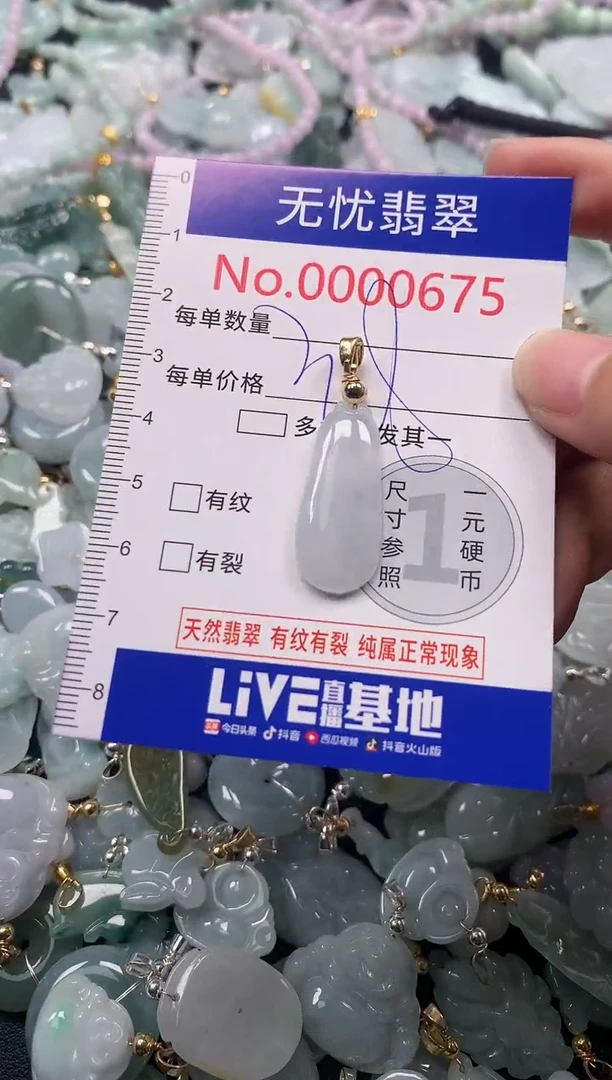 无忧翡翠
No.0000675
0
1
2
3
4
5
6
7
8
每单数量
每单价格
多
发其一
有纹
有裂
尺寸参照
1
一元硬币
天然翡翠 有纹有裂 纯属正常现象
LiVE直播基地
今日头条 抖音 西瓜视频 抖音火山版